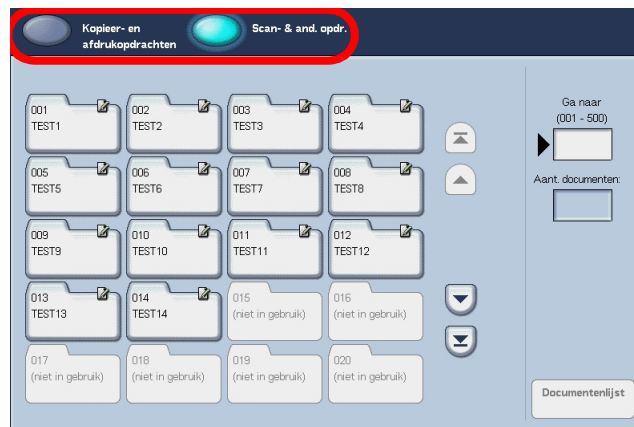 Kopieer- en
afdrukopdrachten
Scan- & and. opdr.
001
TEST1
002
TEST2
003
TEST3
004
TEST4
005
TEST5
006
TEST6
007
TEST7
008
TEST8
009
TEST9
010
TEST10
011
TEST11
012
TEST12
013
TEST13
014
TEST14
015
(niet in gebruik)
016
(niet in gebruik)
017
(niet in gebruik)
018
(niet in gebruik)
019
(niet in gebruik)
020
(niet in gebruik)
Ga naar
(001 - 500)
Aant. documenten:
Documentenlijst